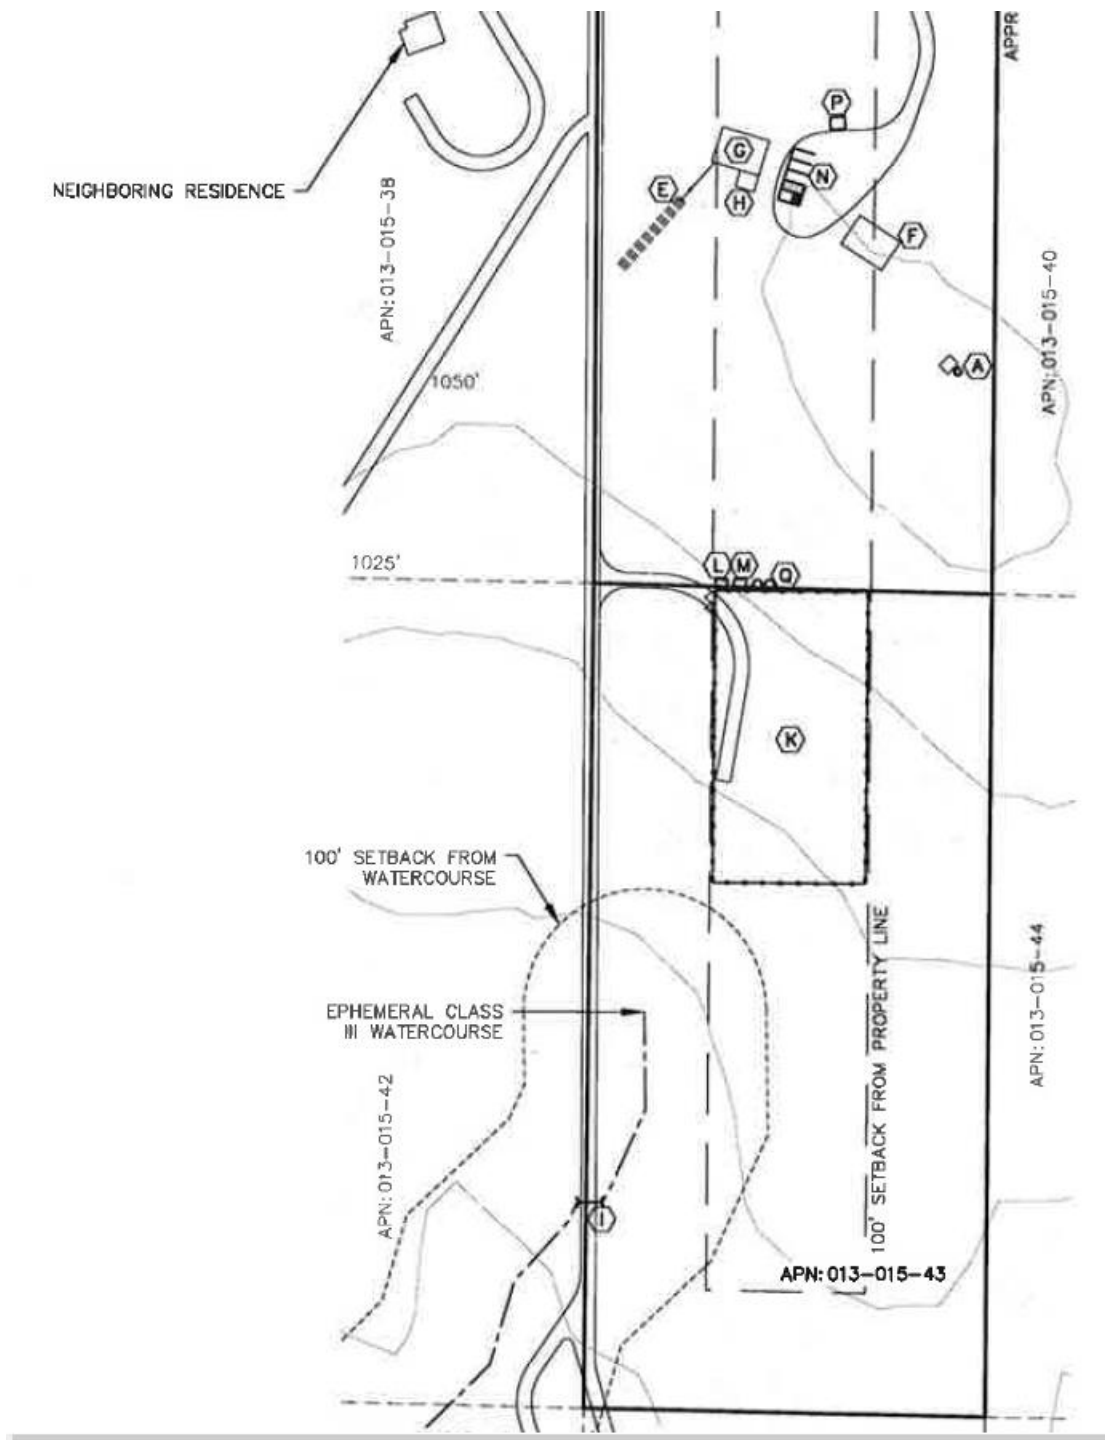 APPR
P
G
N
E
H
F
NEIGHBORING RESIDENCE
APN: 013-015-38
APN: 013-015-40
A
1050'
1025'
L
M
Q
K
100' SETBACK FROM
WATERCOURSE
EPHEMERAL CLASS
III WATERCOURSE
100' SETBACK FROM PROPERTY LINE
APN: 013-015-44
APN: 013-015-42
I
APN: 013-015-43